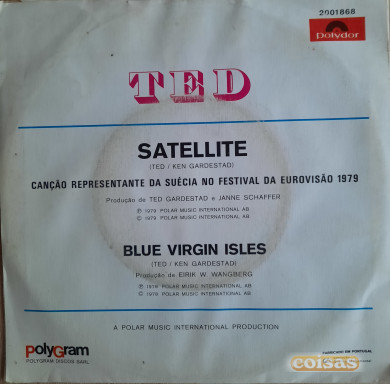 2001868
Polydor
TED
SATELLITE
(TED / KEN GARDESTAD)
CANÇÃO REPRESENTANTE DA SUÉCIA NO FESTIVAL DA EUROVISÃO 1979
Produção de TED GARDESTAD e JANNE SCHAFFER
Ⓟ 1979 POLAR MUSIC INTERNATIONAL AB
© 1979 POLAR MUSIC INTERNATIONAL AB
BLUE VIRGIN ISLES
(TED / KEN GARDESTAD)
Produção de EIRIK W. WANGBERG
Ⓟ 1978 POLAR MUSIC INTERNATIONAL AB
© 1978 POLAR MUSIC INTERNATIONAL AB
A POLAR MUSIC INTERNATIONAL PRODUCTION
polyGram
POLYGRAM DISCOS SARL
FABRICADO EM PORTUGAL
coisas